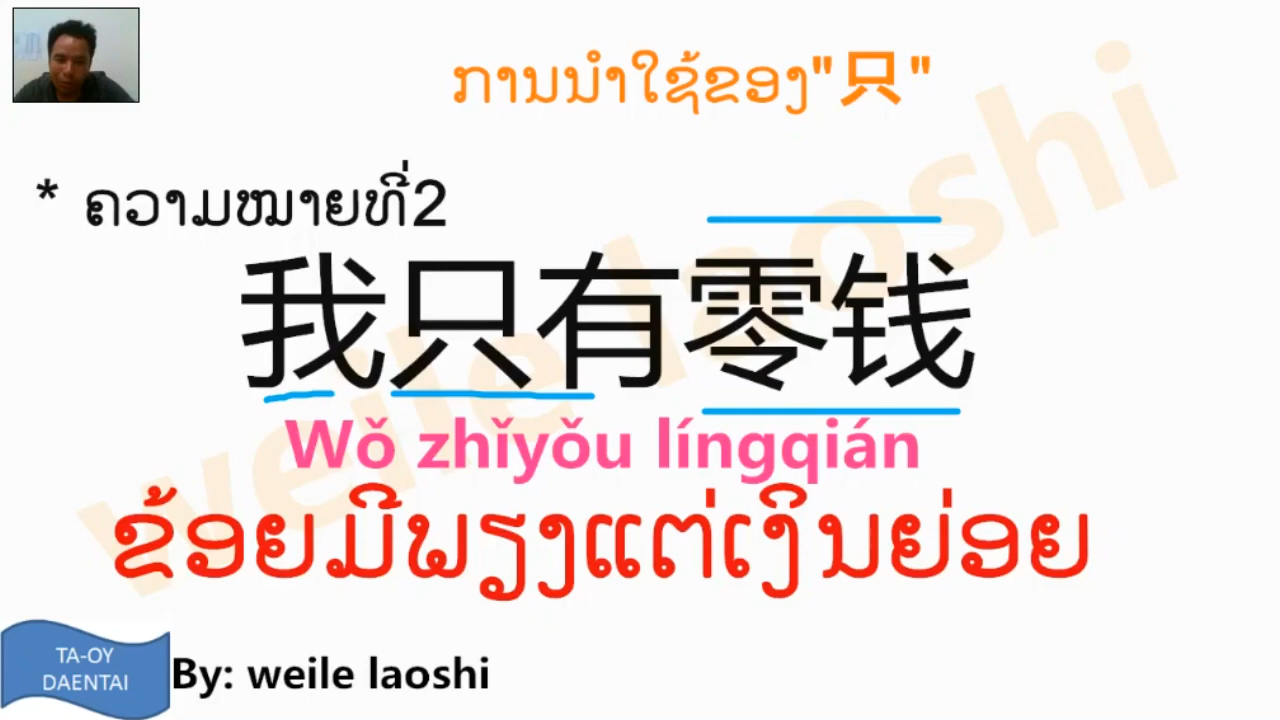 ການນຳໃຊ້ຂອງ"只"
* ຄວາມໝາຍທີ່2
我只有零钱
Wǒ zhǐyǒu língqián
ຂ້ອຍມີພຽງແຕ່ເງິນຍ່ອຍ
TA-OY
DAENTAI
By: weile laoshi
weile laoshi